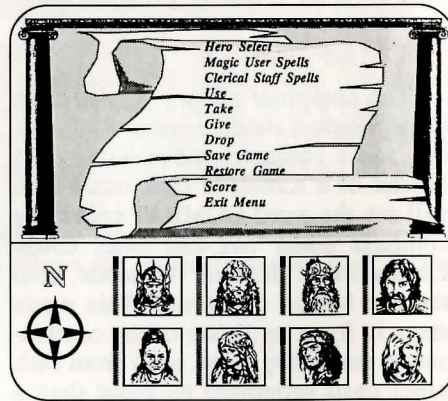 Hero Select
Magic User Spells
Clerical Staff Spells
Use
Take
Give
Drop
Save Game
Restore Game
Score
Exit Menu
N